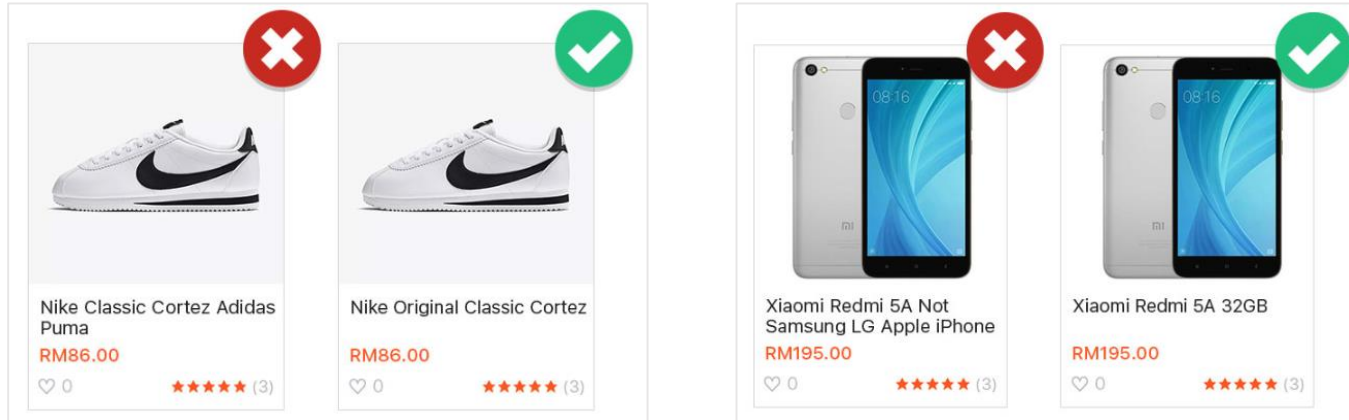 Nike Classic Cortez Adidas
Puma
RM86.00
0
(3)
Nike Original Classic Cortez
RM86.00
0
(3)
08:16
MI
Xiaomi Redmi 5A Not
Samsung LG Apple iPhone
RM195.00
0
(3)
08:16
MI
Xiaomi Redmi 5A 32GB
RM195.00
0
(3)